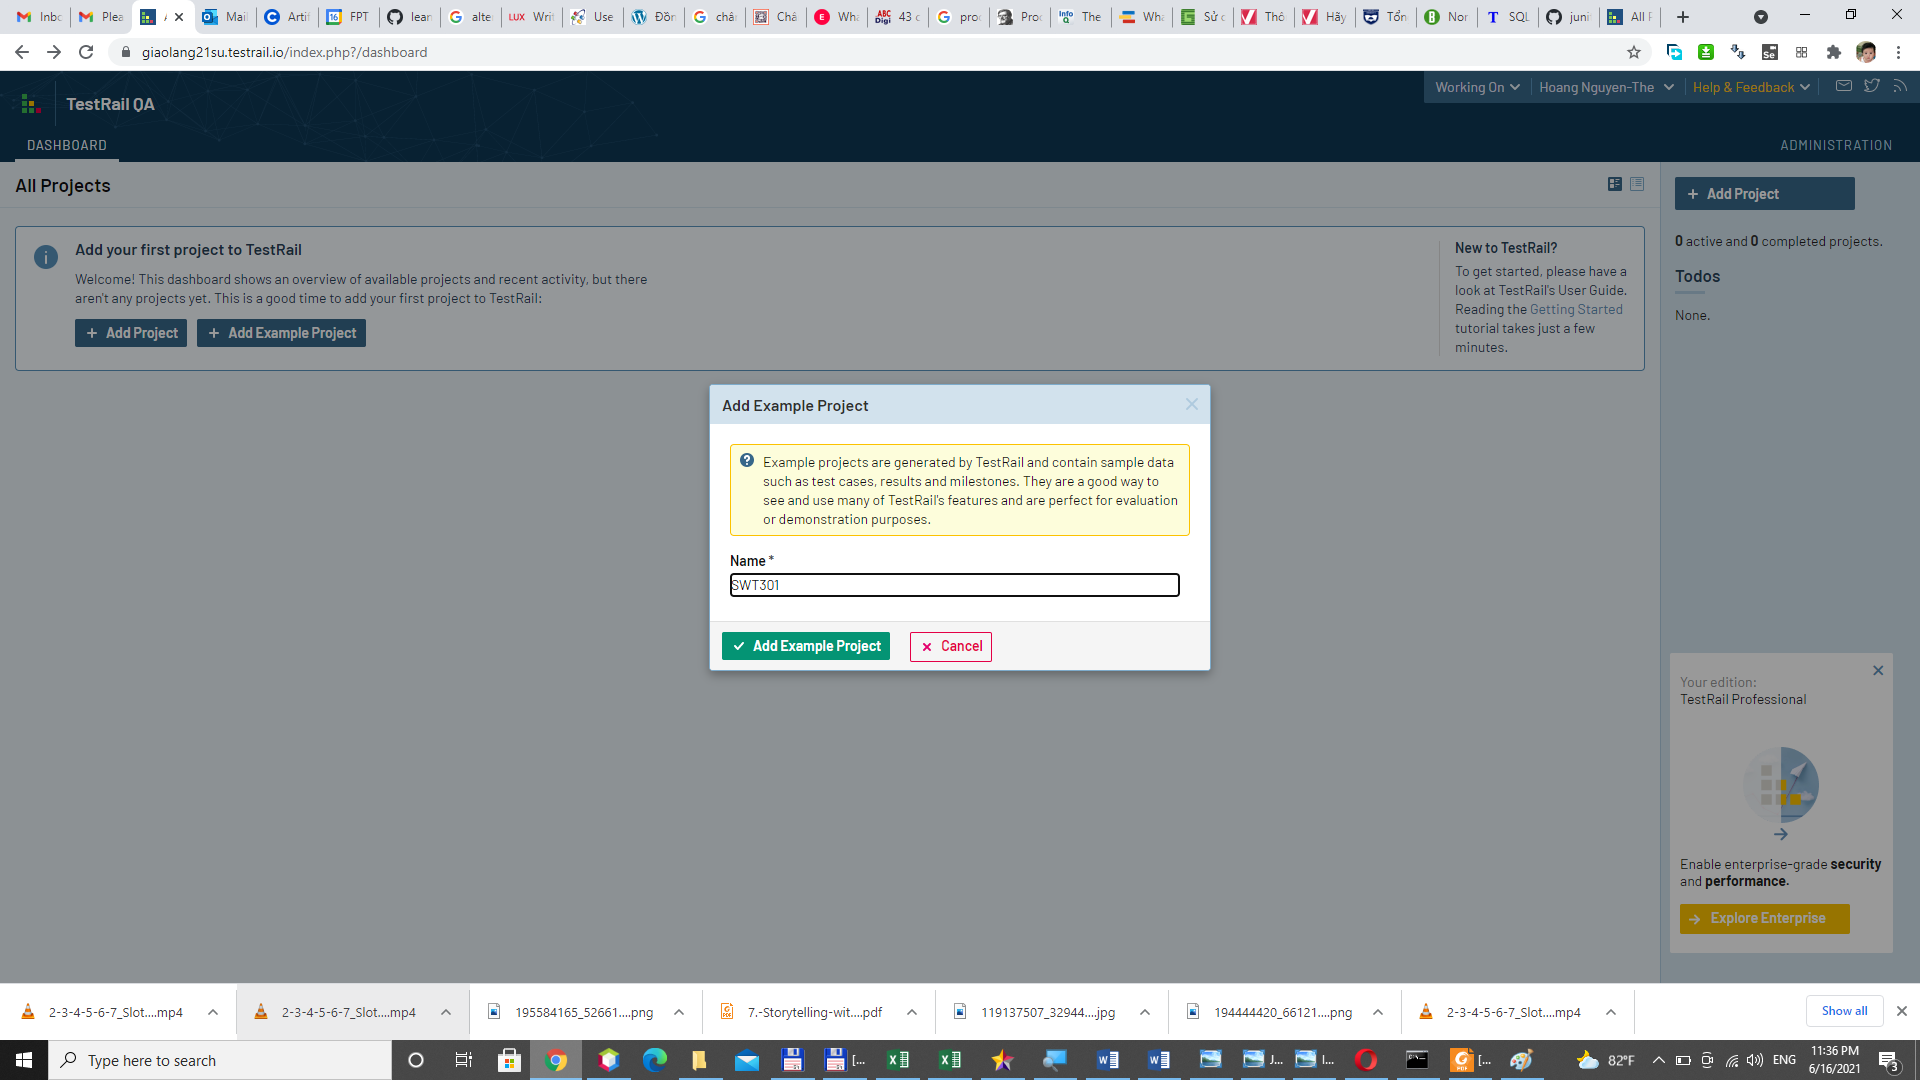 Inbo
Plea
A
Mail
Artif
FPT
lear
alte
Writ
Use
Đồn
châ
Châ
Wha
43 c
proc
Proc
The
Wha
Sử c
Thô
Hãy
Tổn
Nor
SQL
juni
All P
giaolang21su.testrail.io/index.php?/dashboard
TestRail QA
Working On
Hoang Nguyen-The
Help & Feedback
DASHBOARD
ADMINISTRATION
All Projects
+ Add Project
Add your first project to TestRail
Welcome! This dashboard shows an overview of available projects and recent activity, but there
aren't any projects yet. This is a good time to add your first project to TestRail:
+ Add Project
+ Add Example Project
New to TestRail?
To get started, please have a
look at TestRail's User Guide.
Reading the Getting Started
tutorial takes just a few
minutes.
0 active and 0 completed projects.
Todos
None.
Add Example Project
Example projects are generated by TestRail and contain sample data
such as test cases, results and milestones. They are a good way to
see and use many of TestRail's features and are perfect for evaluation
or demonstration purposes.
Name *
SWT301
Add Example Project
Cancel
Your edition:
TestRail Professional
Enable enterprise-grade security
and performance.
Explore Enterprise
2-3-4-5-6-7_Slot....mp4
2-3-4-5-6-7_Slot....mp4
195584165_52661....png
7.-Storytelling-wit....pdf
119137507_32944....jpg
194444420_66121....png
2-3-4-5-6-7_Slot....mp4
Show all
Type here to search
[...
J...
I...
[...
82°F
ENG
11:36 PM
6/16/2021
3